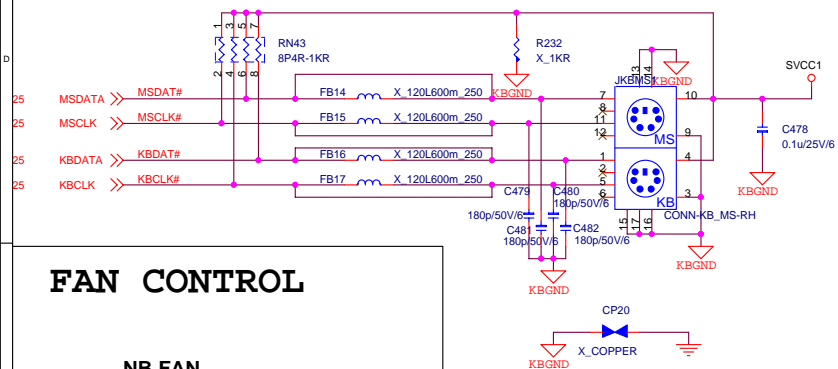 1 3 5 7
RN43
8P4R-1KR
2 4 6 8
R232
X_1KR
KBGND
13 14
KBGND
JKBMS1
SVCC1
D
25 MSDATA MSDAT# FB14 X_120L600m_250 7 10
8
25 MSCLK MSCLK# FB15 X_120L600m_250 11
12 MS 9
C478
0.1u/25V/6
KBGND
25 KBDATA KBDAT# FB16 X_120L600m_250 1 4
2
25 KBCLK KBCLK# FB17 X_120L600m_250 5
6 KB 3
C479 C480
180p/50V/6 180p/50V/6
C481 C482
180p/50V/6 180p/50V/6
CONN-KB_MS-RH
15 17 16
KBGND
KBGND
FAN CONTROL
CP20
X_COPPER
KBGND
NB FAN